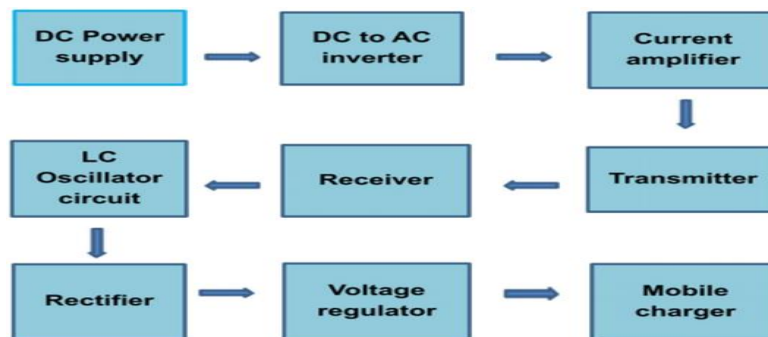 DC Power
supply
DC to AC
inverter
Current
amplifier
Transmitter
Receiver
LC
Oscillator
circuit
Rectifier
Voltage
regulator
Mobile
charger